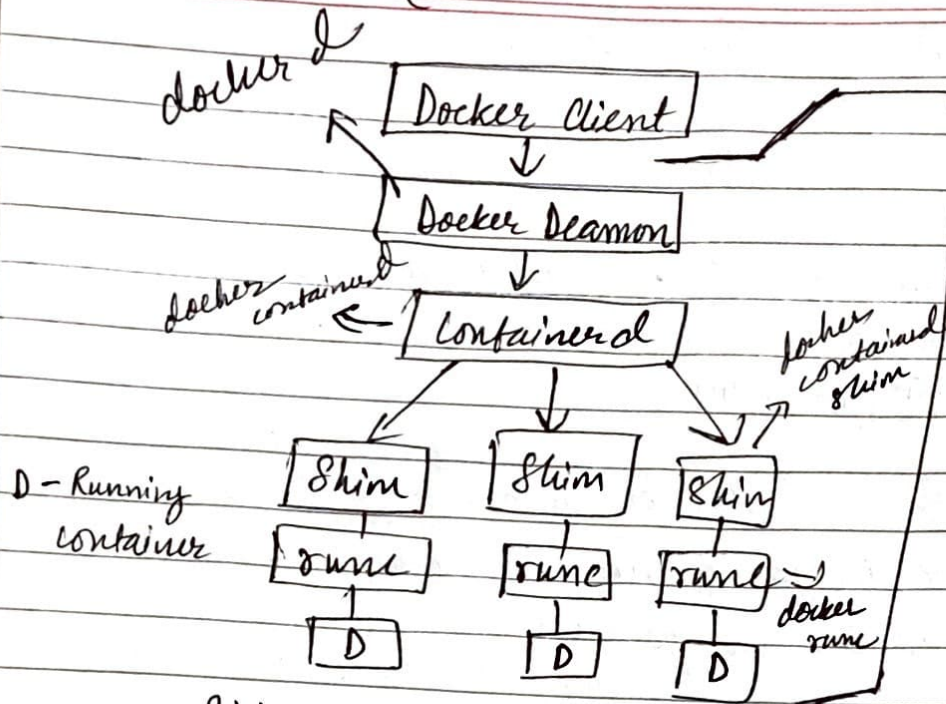 docker d
Docker Client
Docker Deamon
docker
containerd
Containerd
docker
containerd
shim
Shim
Shim
Shim
D - Running
container
runc
runc
runc
docker
runc
D
D
D